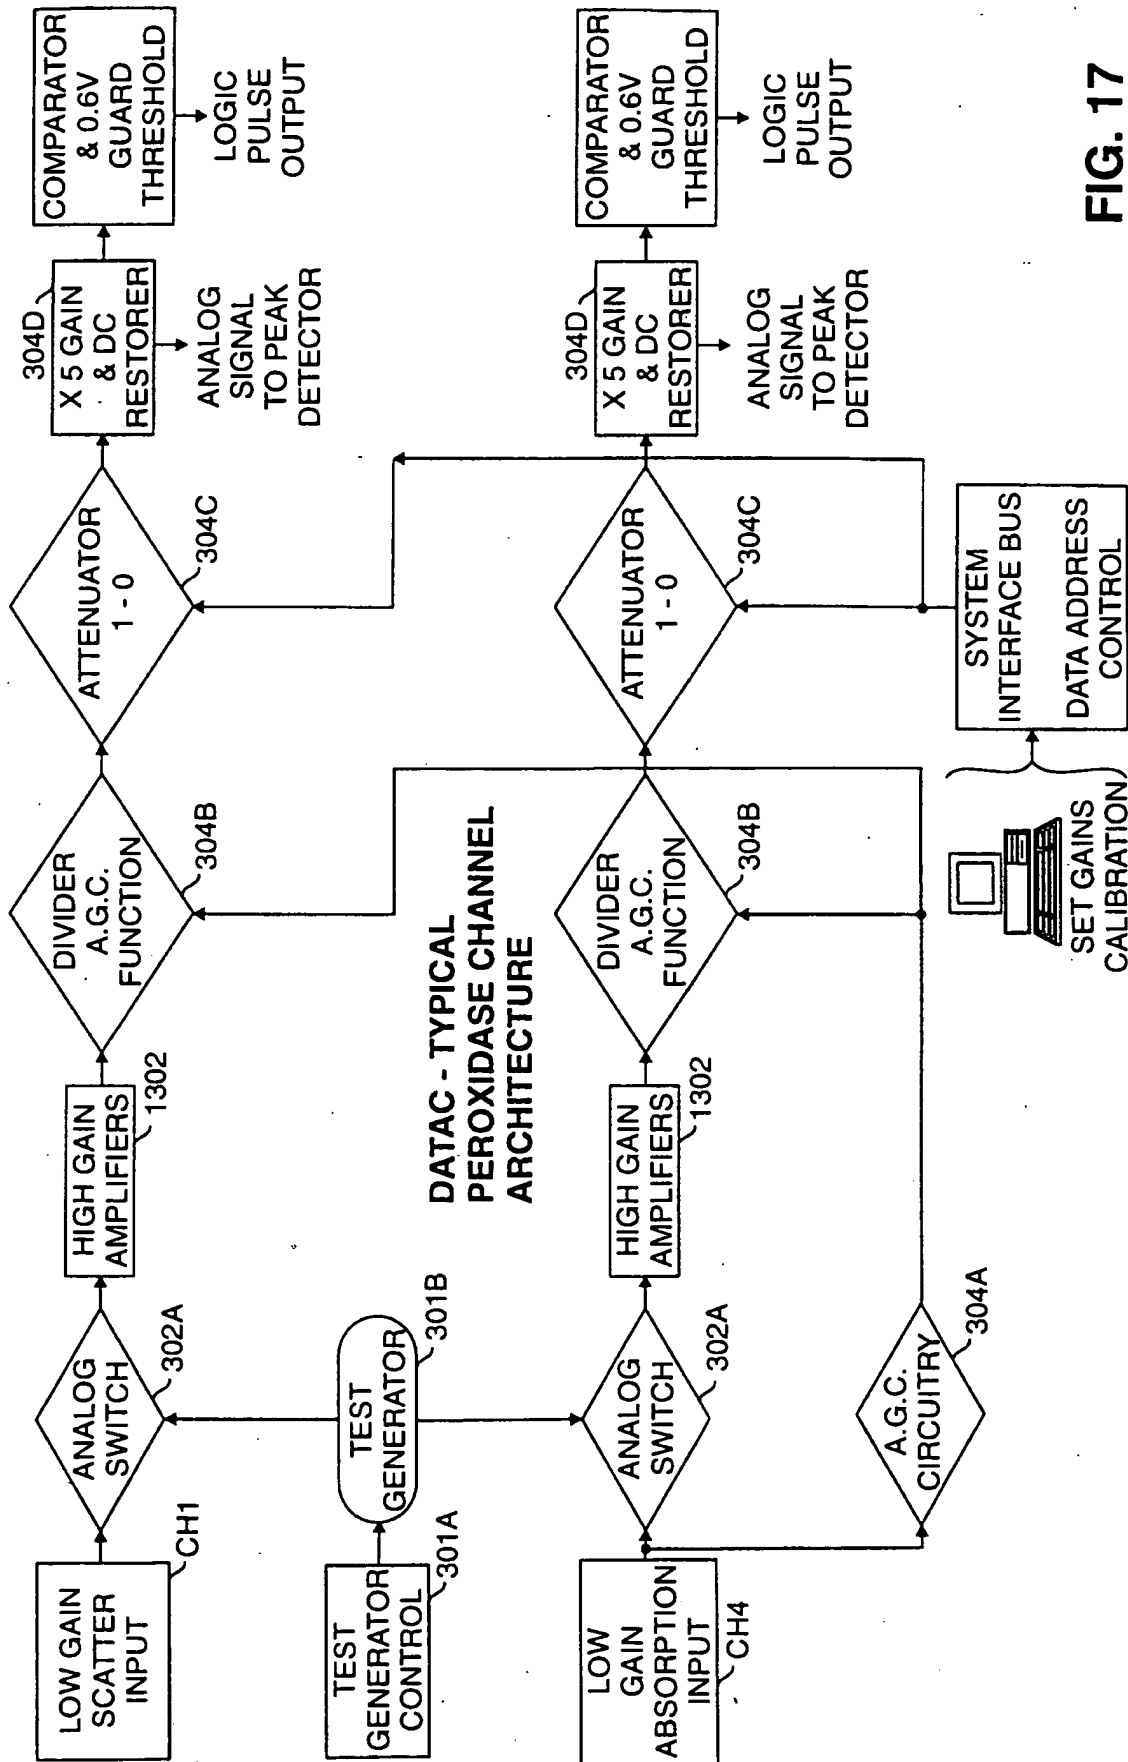 LOW GAIN
SCATTER
INPUT
CH1
ANALOG
SWITCH
302A
HIGH GAIN
AMPLIFIERS
1302
DIVIDER
A.G.C.
FUNCTION
304B
ATTENUATOR
1 - 0
304C
304D
X 5 GAIN
& DC
RESTORER
ANALOG
SIGNAL
TO PEAK
DETECTOR
COMPARATOR
& 0.6V
GUARD
THRESHOLD
LOGIC
PULSE
OUTPUT
TEST
GENERATOR
CONTROL
301A
TEST
GENERATOR
301B
DATAC - TYPICAL
PEROXIDASE CHANNEL
ARCHITECTURE
LOW
GAIN
ABSORPTION
INPUT
CH4
ANALOG
SWITCH
302A
HIGH GAIN
AMPLIFIERS
1302
DIVIDER
A.G.C.
FUNCTION
304B
ATTENUATOR
1 - 0
304C
304D
X 5 GAIN
& DC
RESTORER
ANALOG
SIGNAL
TO PEAK
DETECTOR
COMPARATOR
& 0.6V
GUARD
THRESHOLD
LOGIC
PULSE
OUTPUT
A.G.C.
CIRCUITRY
304A
SET GAINS
CALIBRATION
SYSTEM
INTERFACE BUS
DATA ADDRESS
CONTROL
FIG. 17